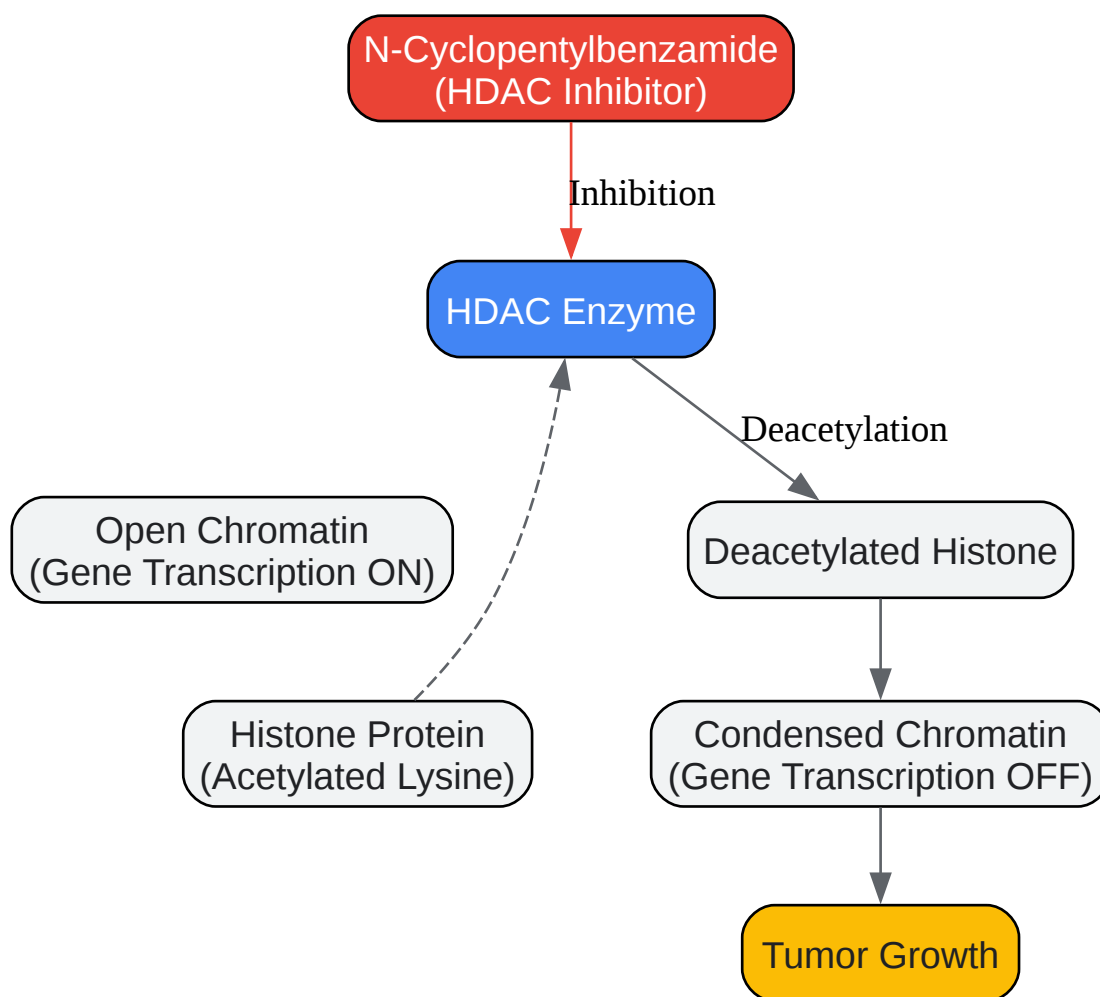 N-Cyclopentylbenzamide
(HDAC Inhibitor)
Inhibition
HDAC Enzyme
Deacetylation
Open Chromatin
(Gene Transcription ON)
Deacetylated Histone
Histone Protein
(Acetylated Lysine)
Condensed Chromatin
(Gene Transcription OFF)
Tumor Growth